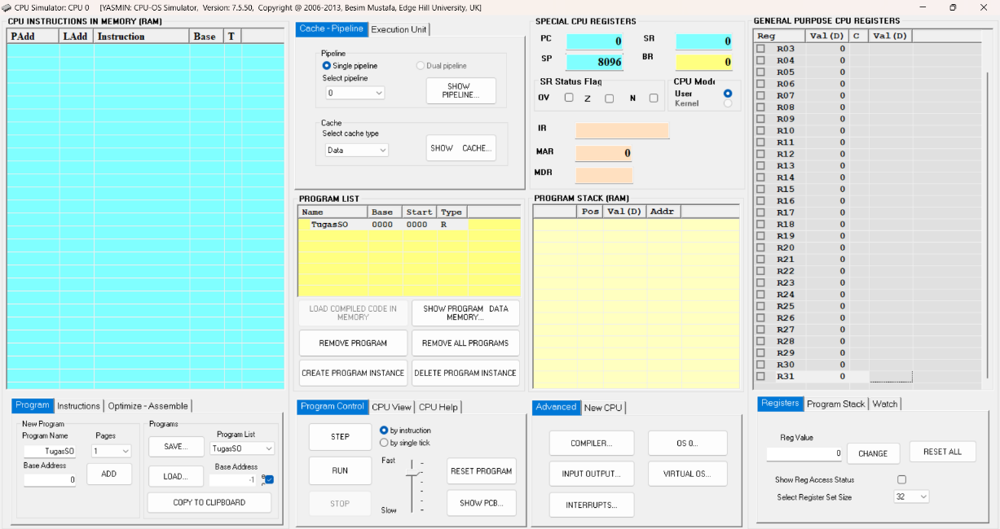 CPU Simulator: CPU 0 [YASMIN: CPU-OS Simulator, Version: 7.5.50, Copyright @ 2006-2013, Besim Mustafa, Edge Hill University, UK]
CPU INSTRUCTIONS IN MEMORY (RAM)
PAdd LAdd Instruction Base T
Program Instructions Optimize - Assemble
New Program
Program Name Pages
TugasSO 1
Base Address
0 ADD
Programs
Program List
SAVE... TugasSO
Base Address
LOAD... -1
COPY TO CLIPBOARD
Cache - Pipeline Execution Unit
Pipeline
Single pipeline Dual pipeline
Select pipeline
0
SHOW
PIPELINE...
Cache
Select cache type
Data SHOW CACHE...
PROGRAM LIST
Name Base Start Type
TugasSO 0000 0000 R
LOAD COMPILED CODE IN
MEMORY
SHOW PROGRAM DATA
MEMORY...
REMOVE PROGRAM REMOVE ALL PROGRAMS
CREATE PROGRAM INSTANCE DELETE PROGRAM INSTANCE
Program Control CPU View CPU Help
STEP by instruction
by single tick
RUN Fast RESET PROGRAM
STOP Slow SHOW PCB...
SPECIAL CPU REGISTERS
PC 0 SR 0
SP 8096 BR 0
SR Status Flag
OV Z N
CPU Mode
User
Kernel
IR
MAR 0
MDR
PROGRAM STACK (RAM)
Pos Val(D) Addr
Advanced New CPU
COMPILER... OS 0...
INPUT OUTPUT... VIRTUAL OS...
INTERRUPTS...
GENERAL PURPOSE CPU REGISTERS
Reg Val(D) C Val(D)
R03 0
R04 0
R05 0
R06 0
R07 0
R08 0
R09 0
R10 0
R11 0
R12 0
R13 0
R14 0
R15 0
R16 0
R17 0
R18 0
R19 0
R20 0
R21 0
R22 0
R23 0
R24 0
R25 0
R26 0
R27 0
R28 0
R29 0
R30 0
R31 0
Registers Program Stack Watch
Reg Value
0 CHANGE RESET ALL
Show Reg Access Status
Select Register Set Size 32